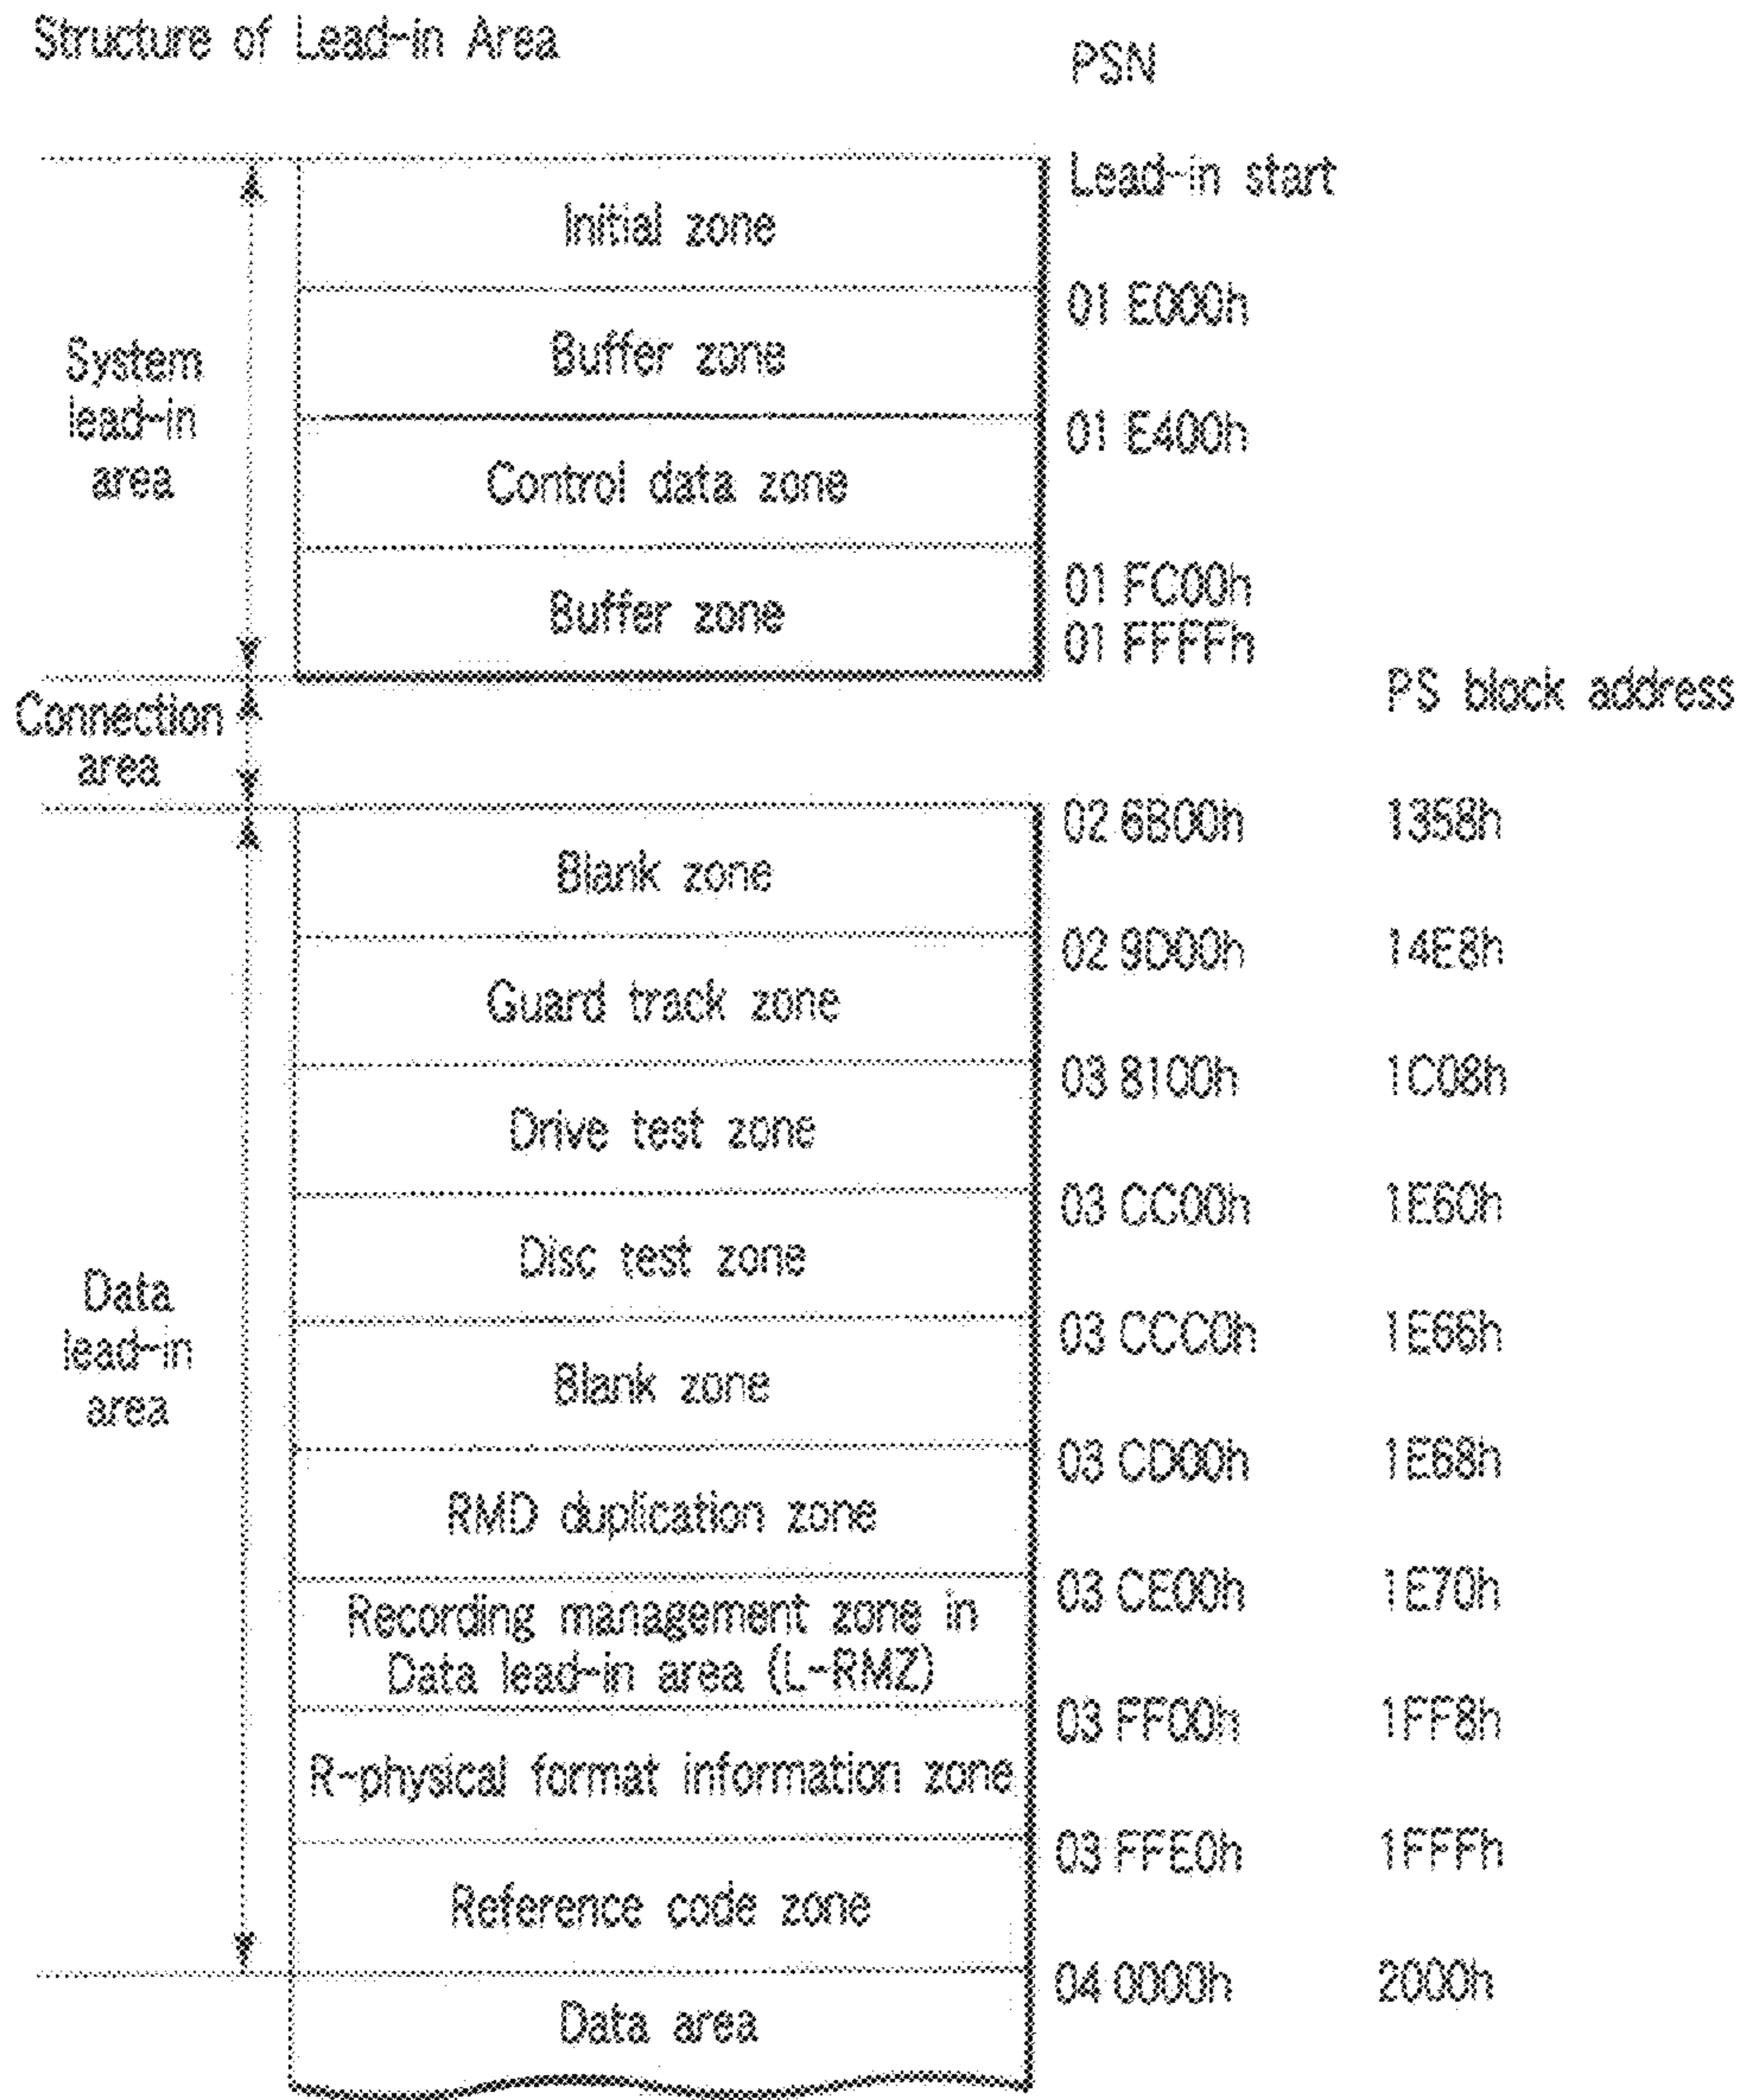 Structure of Lead-in Area
PSN
Lead-in start
Initial zone
01 E000h
Buffer zone
System
lead-in
area
01 E400h
Control data zone
01 FC00h
Buffer zone
01 FFFFh
PS block address
Connection
area
02 6B00h 1358h
Blank zone
02 9D00h 14E8h
Guard track zone
03 8100h 1C08h
Drive test zone
03 CC00h 1E60h
Disc test zone
Data
lead-in
area
03 CCC0h 1E66h
Blank zone
03 CD00h 1E68h
RMD duplication zone
03 CE00h 1E70h
Recording management zone in
Data lead-in area (L-RMZ)
03 FF00h 1FF8h
R-physical format information zone
03 FFE0h 1FFFh
Reference code zone
04 0000h 2000h
Data area